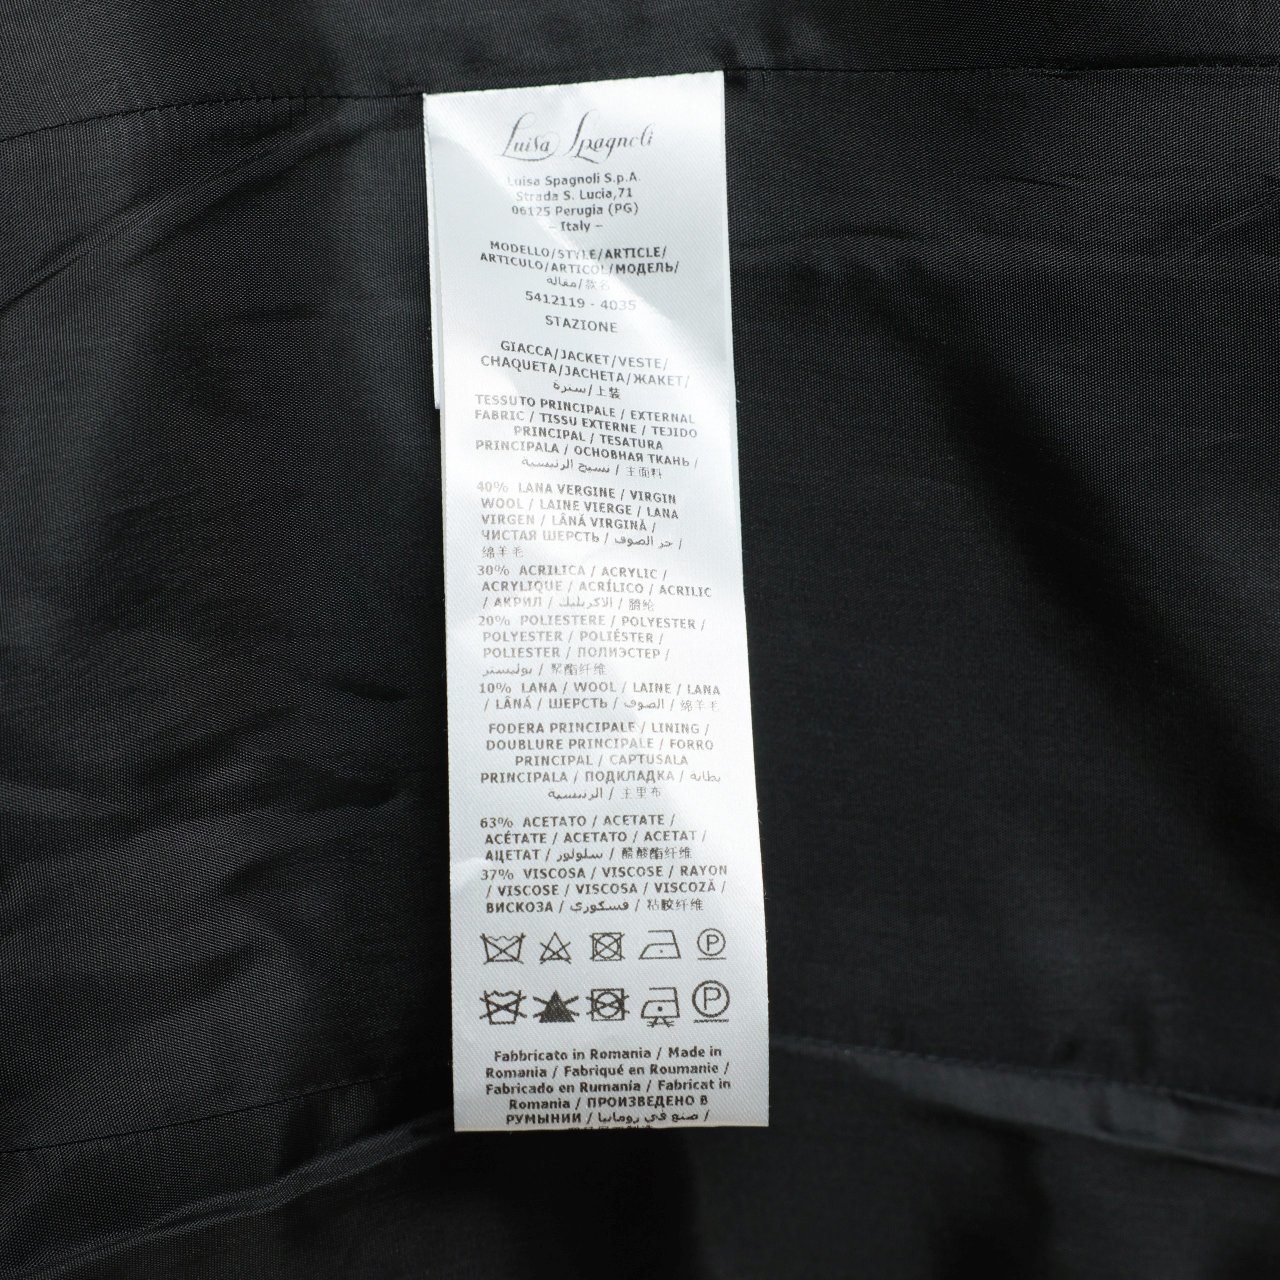 Luisa Spagnoli
Luisa Spagnoli S.p.A.
Strada S. Lucia,71
06125 Perugia (PG)
- Italy -
MODELLO/STYLE/ARTICLE/
ARTICULO/ARTICOL/МОДЕЛЬ/
مقالة/款名
5412119 - 4035
STAZIONE
GIACCA/JACKET/VESTE/
CHAQUETA/JACHETA/ЖАКЕТ/
سترة/上装
TESSUTO PRINCIPALE / EXTERNAL
FABRIC / TISSU EXTERNE / TEJIDO
PRINCIPAL / TESATURA
PRINCIPALA / ОСНОВНАЯ ТКАНЬ /
نسيج الرئيسية / 主面料
40% LANA VERGINE / VIRGIN
WOOL / LAINE VIERGE / LANA
VIRGEN / LÂNĂ VIRGINĂ /
ЧИСТАЯ ШЕРСТЬ / حر الصوف /
绵羊毛
30% ACRILICA / ACRYLIC /
ACRYLIQUE / ACRÍLICO / ACRILIC
/ АКРИЛ / الاكريليك / 腈纶
20% POLIESTERE / POLYESTER /
POLYESTER / POLIÉSTER /
POLIESTER / ПОЛИЭСТЕР /
بوليستر / 聚酯纤维
10% LANA / WOOL / LAINE / LANA
/ LÂNĂ / ШЕРСТЬ / الصوف / 绵羊毛
FODERA PRINCIPALE / LINING /
DOUBLURE PRINCIPALE / FORRO
PRINCIPAL / CAPTUSALA
PRINCIPALA / ПОДКЛАДКА / بطانة
الرئيسية / 主里布
63% ACETATO / ACETATE /
ACÉTATE / ACETATO / ACETAT /
АЦЕТАТ / سلولوز / 醋酸酯纤维
37% VISCOSA / VISCOSE / RAYON
/ VISCOSE / VISCOSA / VISCOZĂ /
ВИСКОЗА / فسكوري / 粘胶纤维
P
P
Fabbricato in Romania / Made in
Romania / Fabriqué en Roumanie /
Fabricado en Rumanía / Fabricat in
Romania / ПРОИЗВЕДЕНО В
РУМЫНИИ / صنع في رومانيا /